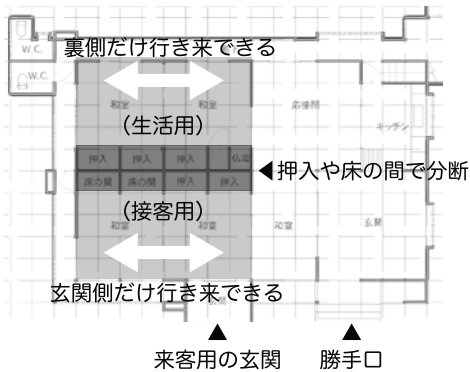 W.C.
裏側だけ行き来できる
W.C.
和室 和室 応接間
キッチン
（生活用）
押入 押入 押入 仏壇
◀押入や床の間で分断
床の間 床の間 押入 押入
（接客用）
和室 和室 和室 玄関
玄関側だけ行き来できる
玄関
▲ ▲
来客用の玄関 勝手口